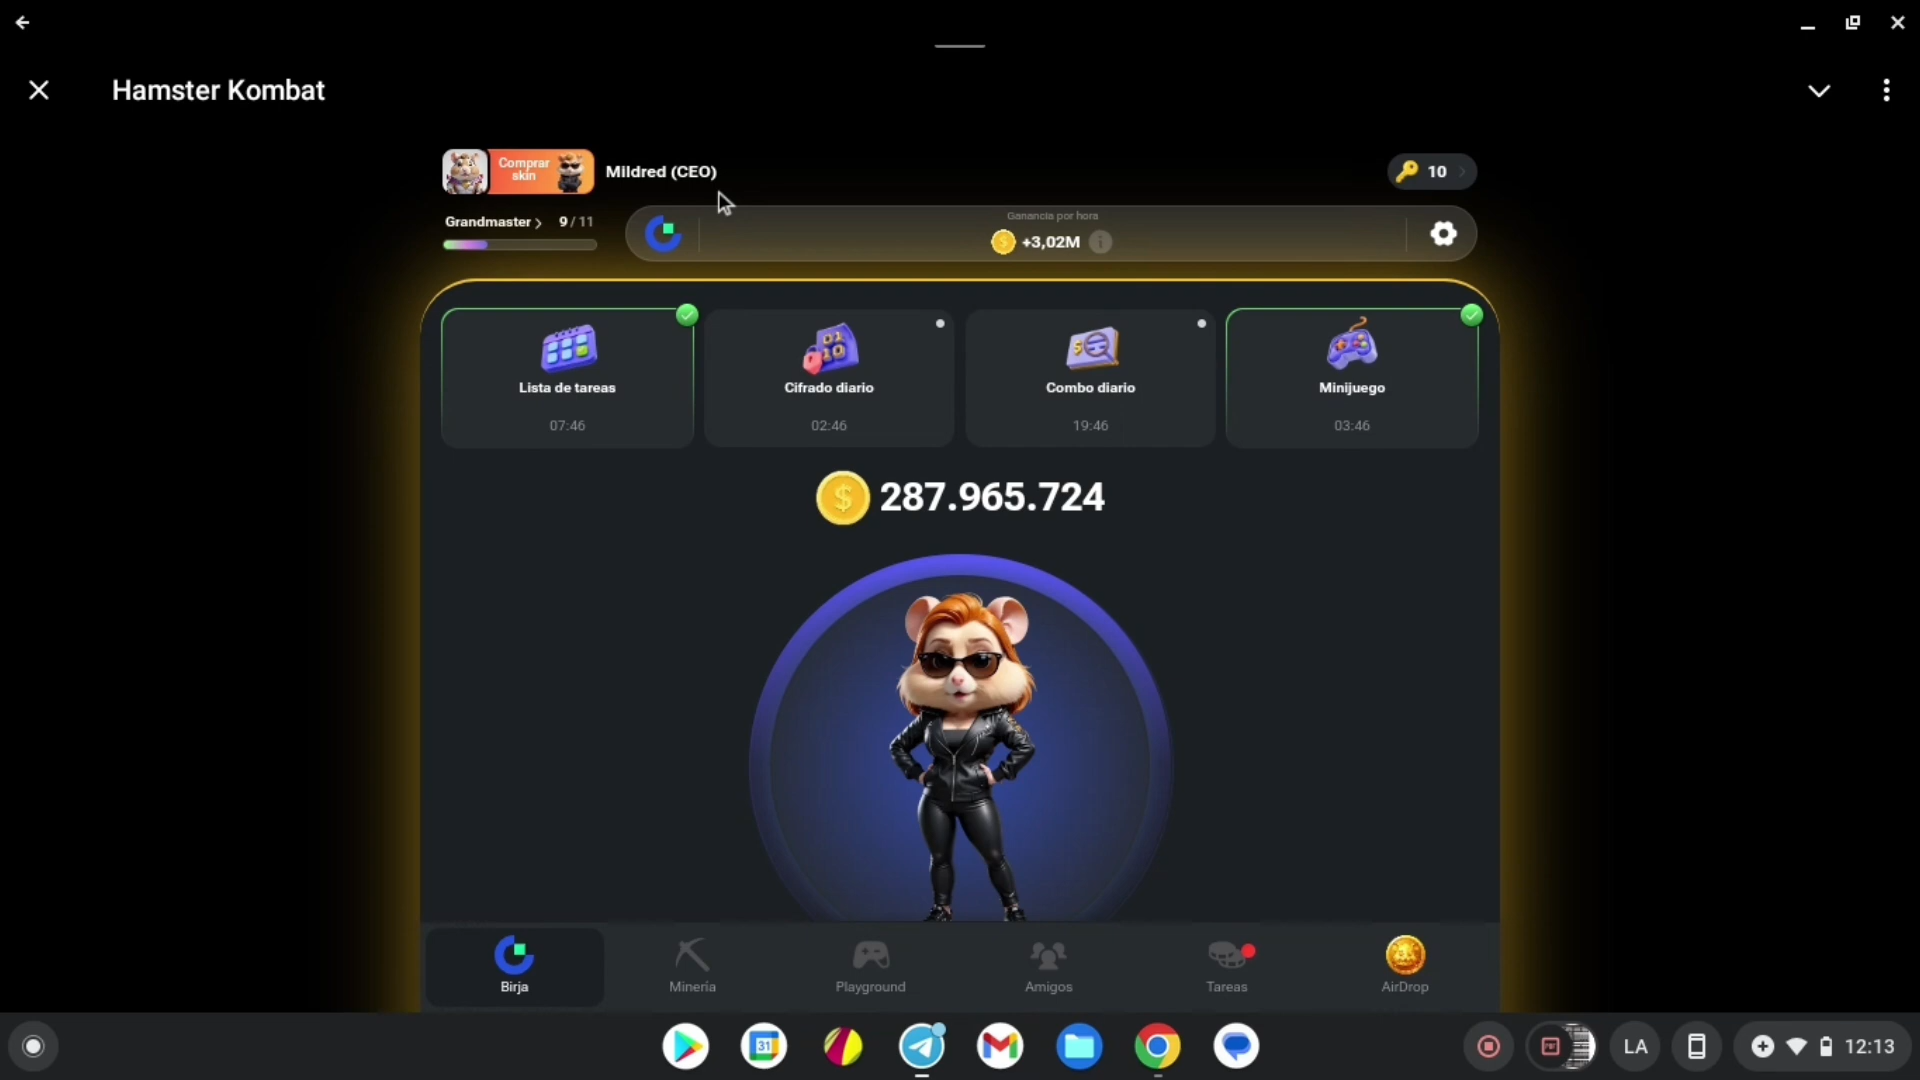 Hamster Kombat
Comprar
skin
Mildred (CEO)
10
Grandmaster
9 / 11
Ganancia por hora
+3,02M
Lista de tareas
07:46
Cifrado diario
02:46
Combo diario
19:46
Minijuego
03:46
287.965.724
Birja
Mineria
Playground
Amigos
Tareas
AirDrop
31
LA
12:13